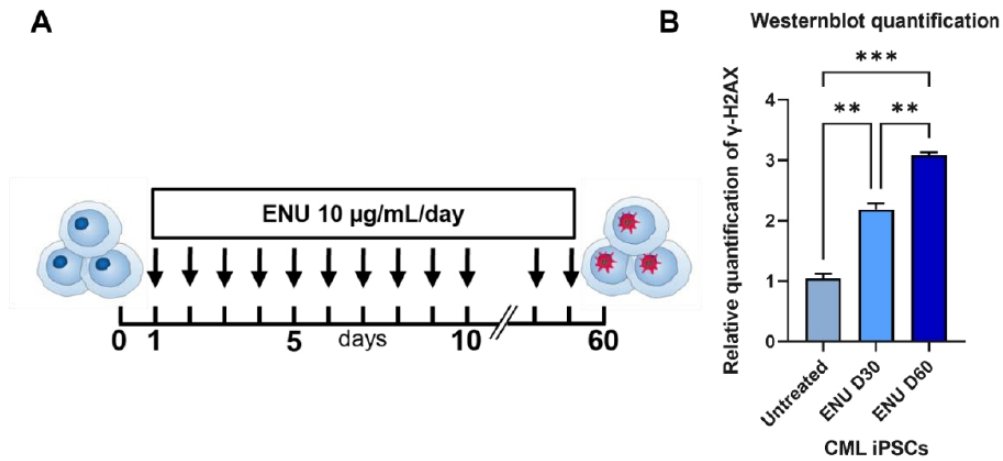 A
ENU 10 µg/mL/day
0 1 5 days 10 60
B
Westernblot quantification
***
** **
Relative quantification of γ-H2AX
4
3
2
1
0
Untreated
ENU D30
ENU D60
CML iPSCs